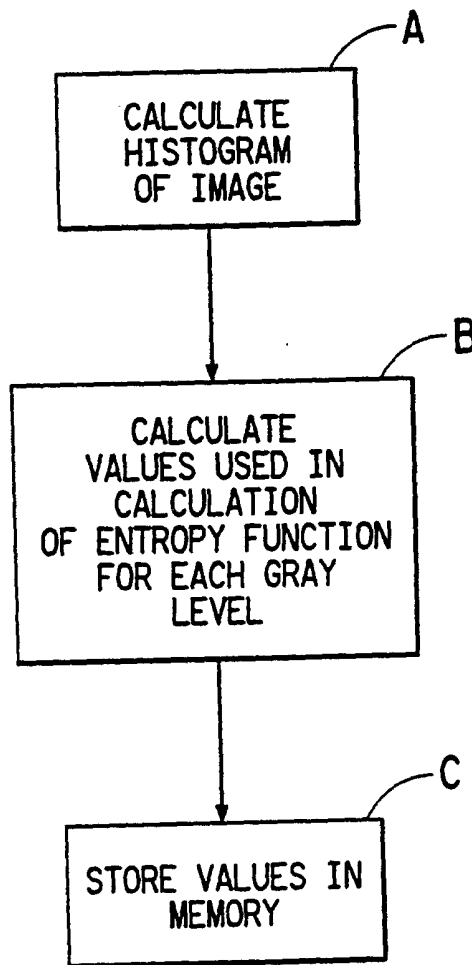 A
CALCULATE
HISTOGRAM
OF IMAGE
B
CALCULATE
VALUES USED IN
CALCULATION
OF ENTROPY FUNCTION
FOR EACH GRAY
LEVEL
C
STORE VALUES IN
MEMORY